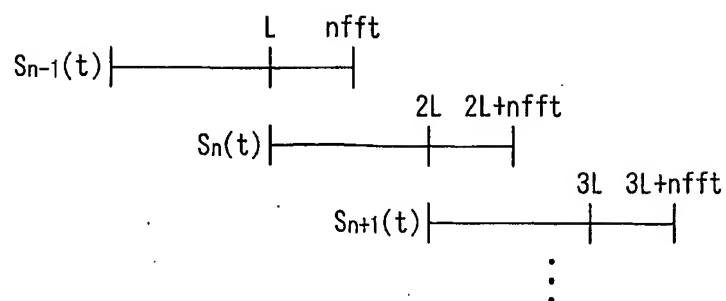 L nfft
Sn-1(t)
2L 2L+nfft
Sn(t)
3L 3L+nfft
Sn+1(t)